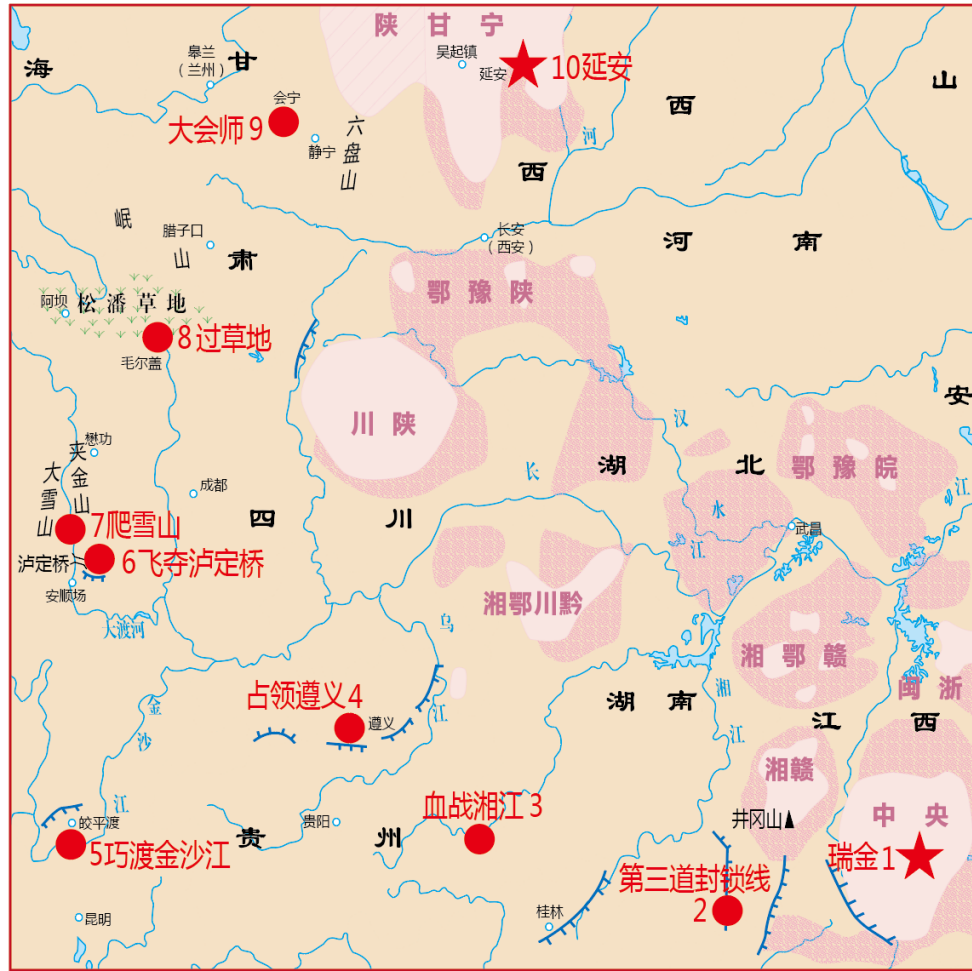 陕甘宁
海
皋兰
（兰州）
甘
吴起镇
延安
10延安
山
西
会宁
大会师 9
静宁
六盘山
河
西
岷
山
腊子口
肃
长安
（西安）
河 南
鄂豫陕
阿坝
松潘草地
8过草地
毛尔盖
安
川陕
汉
水
懋功
夹金山
大雪山
成都
长
江
湖 北
鄂豫皖
江
四 川
武昌
7爬雪山
泸定桥
6飞夺泸定桥
安顺场
大渡河
湘鄂川黔
乌
江
湘鄂赣
闽浙
占领遵义4
遵义
湖南
湘
江
江 西
金
沙
江
湘赣
皎平渡
5巧渡金沙江
贵 州
贵阳
血战湘江 3
井冈山
中央
瑞金1
第三道封锁线
2
昆明
桂林